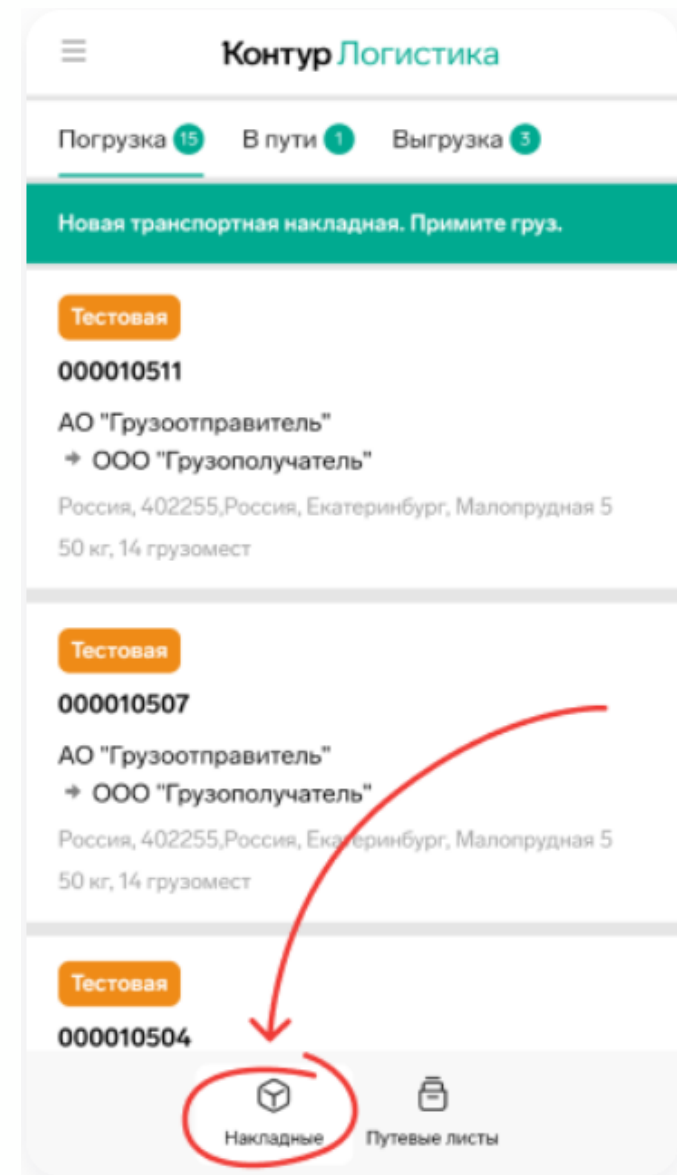 Контур Логистика
Погрузка 15 В пути 1 Выгрузка 3
Новая транспортная накладная. Примите груз.
Тестовая
000010511
АО "Грузоотправитель"
➔ ООО "Грузополучатель"
Россия, 402255,Россия, Екатеринбург, Малопрудная 5
50 кг, 14 грузомест
Тестовая
000010507
АО "Грузоотправитель"
➔ ООО "Грузополучатель"
Россия, 402255,Россия, Екатеринбург, Малопрудная 5
50 кг, 14 грузомест
Тестовая
000010504
Накладные Путевые листы